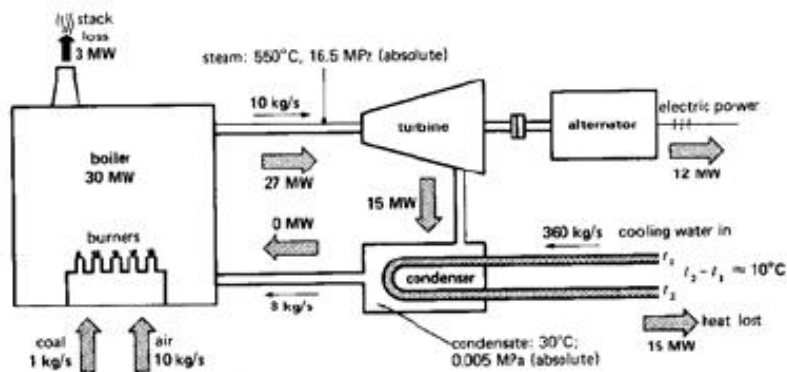 stack
loss
3 MW
steam: 550°C, 16.5 MPz (absolute)
10 kg/s
turbine
alternator
electric power
12 MW
boiler
30 MW
27 MW
0 MW
15 MW
burners
360 kg/s
cooling water in
condenser
t₁
t₂ - t₁ ≈ 10°C
t₂
8 kg/s
heat lost
15 MW
coal
1 kg/s
air
10 kg/s
condensate: 30°C;
0.005 MPa (absolute)